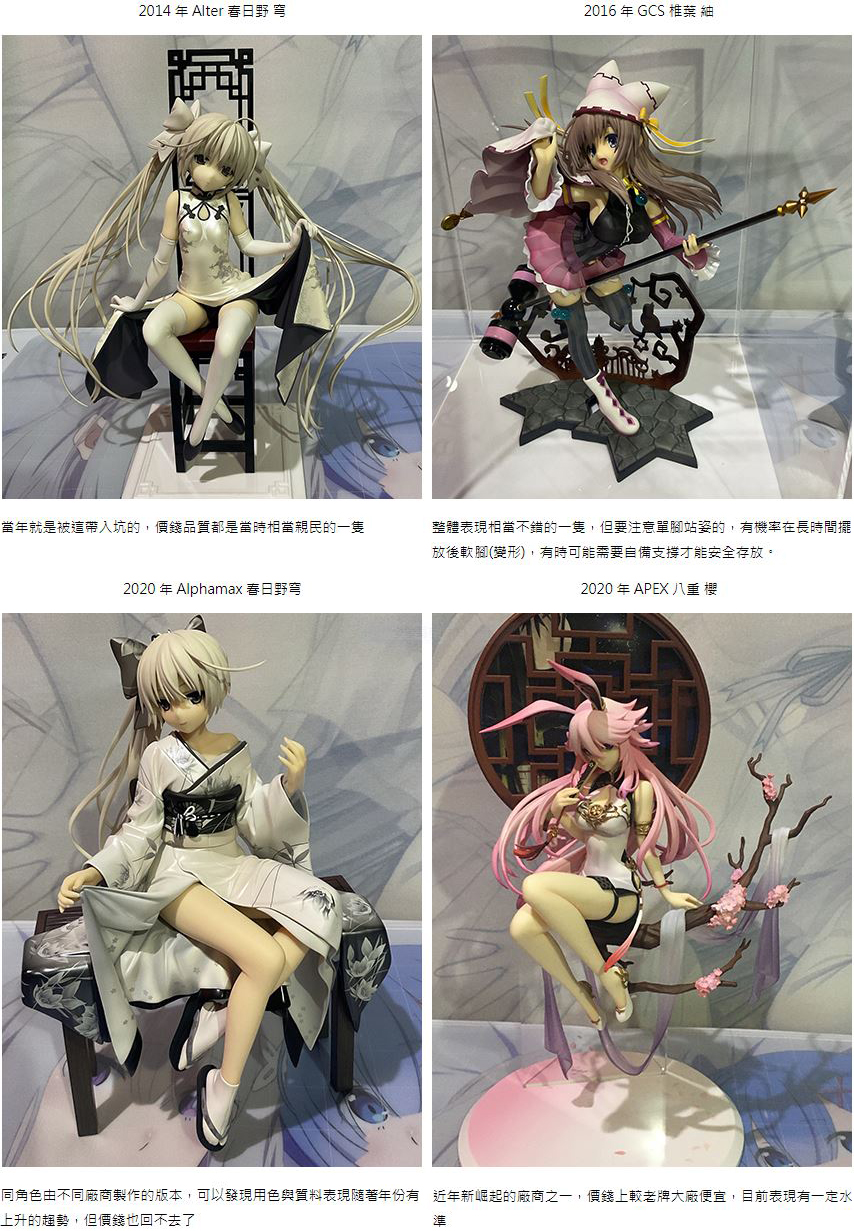 2014 年 Alter 春日野 穹
2016 年 GCS 椎葉 紬
當年就是被這帶入坑的，價錢品質都是當時相當親民的一隻
整體表現相當不錯的一隻，但要注意單腳站姿的，有機率在長時間擺
放後軟腳(變形)，有時可能需要自備支撐才能安全存放。
2020 年 Alphamax 春日野穹
2020 年 APEX 八重 櫻
同角色由不同廠商製作的版本，可以發現用色與質料表現隨著年份有
上升的趨勢，但價錢也回不去了
近年新崛起的廠商之一，價錢上較老牌大廠便宜，目前表現有一定水
準